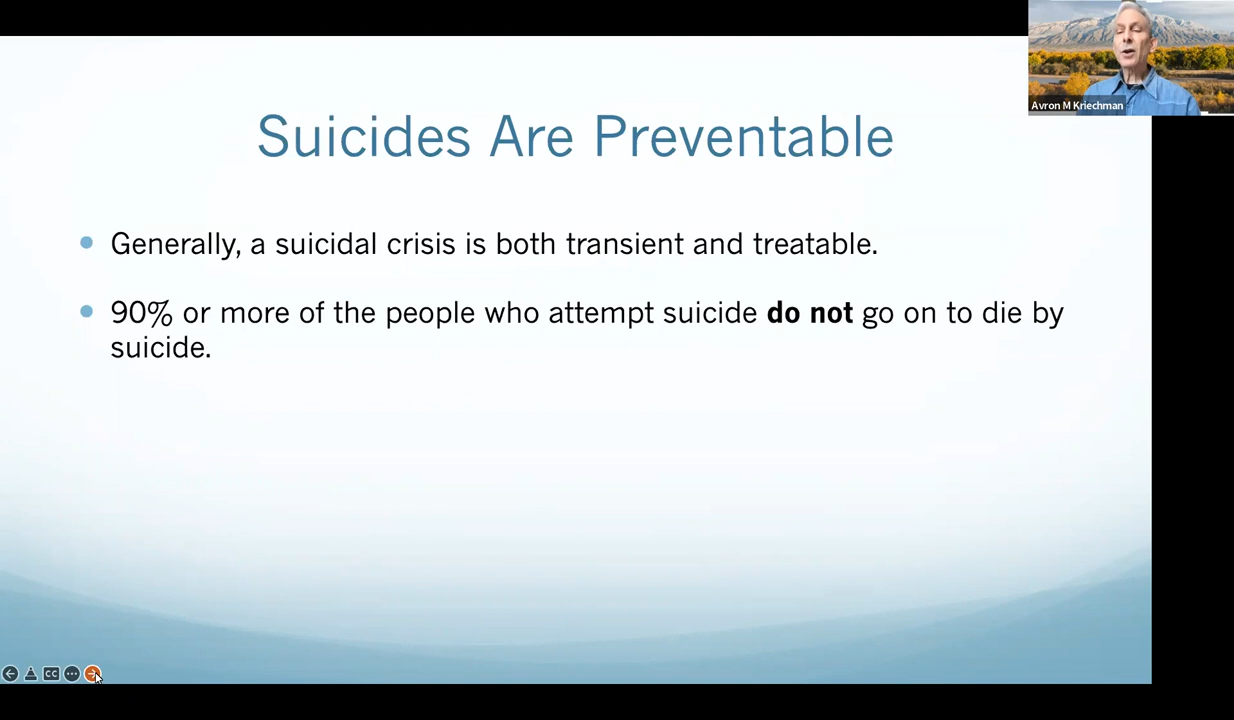 Avron M Kriechman
Suicides Are Preventable
Generally, a suicidal crisis is both transient and treatable.
90% or more of the people who attempt suicide do not go on to die by
suicide.
CC